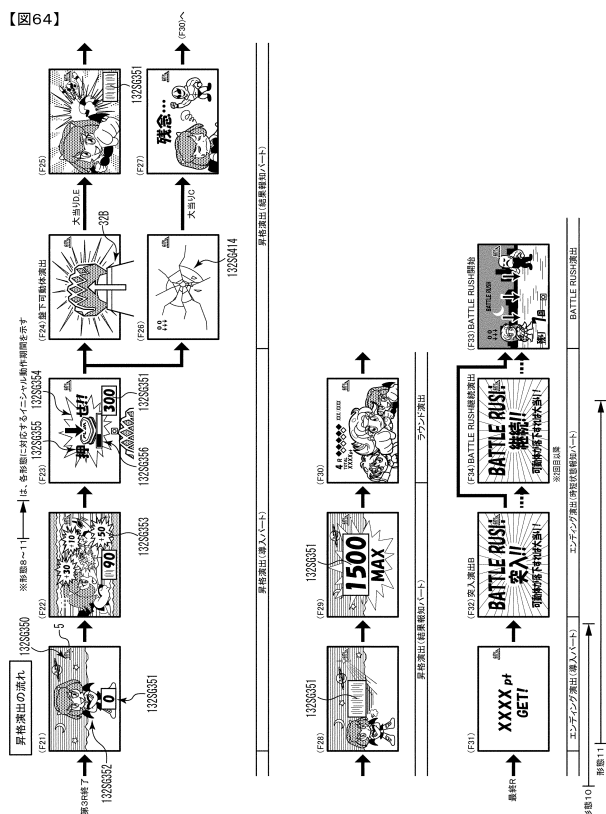 【図64】
昇格演出の流れ
※形態8～11 は、各形態に対応するイニシャル動作期間を示す
第3R終了
(F21)
132SG350
5
0
132SG352
132SG351
(F22)
+30
+10
+50
90
132SG353
(F23)
132SG355
132SG354
押せ!!
300
132SG351
132SG356
(F24)盤下可動体演出
32B
大当りD,E
(F25)
132SG351
(F26)
132SG414
大当りC
(F27)
残念…
(F30)へ
昇格演出(導入パート)
昇格演出(結果報知パート)
(F28)
132SG351
(F29)
132SG351
1500
MAX
(F30)
4 R
昇格演出(結果報知パート)
ラウンド演出
最終R
(F31)
XXXX pt
GET!
(F32)突入演出B
BATTLE RUSH
突入!!
可動体が落下すれば大当り!
(F34)BATTLE RUSH継続演出
BATTLE RUSH
継続!!
可動体が落下すれば大当り!
※2回目以降
(F33)BATTLE RUSH開始
BATTLE RUSH
残り
エンディング演出(導入パート)
エンディング演出(時短状態報知パート)
BATTLE RUSH演出
形態10
形態11